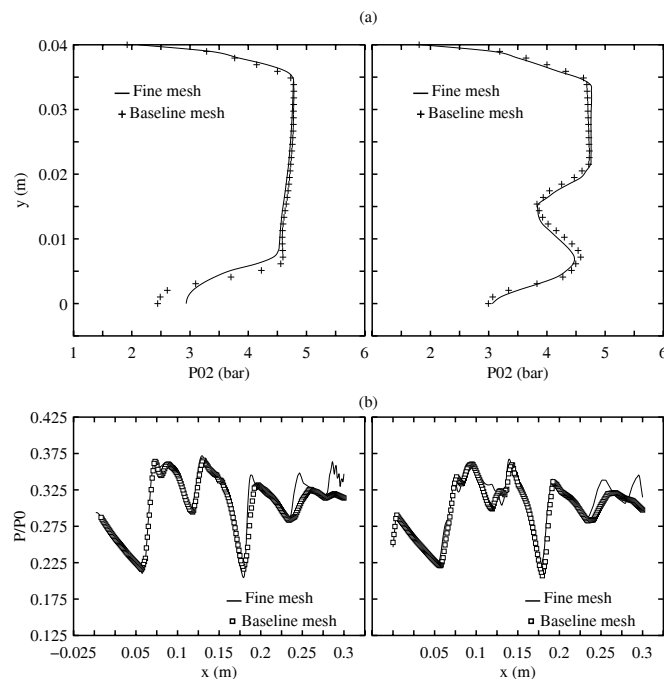 (a)
0.04
0.03
0.02
0.01
0
y (m)
Fine mesh
Baseline mesh
1 2 3 4 5 6
P02 (bar)
Fine mesh
Baseline mesh
2 3 4 5 6
P02 (bar)
(b)
0.425
0.375
0.325
0.275
0.225
0.175
0.125
P/P0
Fine mesh
Baseline mesh
−0.025 0.05 0.1 0.15 0.2 0.25 0.3
x (m)
Fine mesh
Baseline mesh
0.05 0.1 0.15 0.2 0.25 0.3
x (m)